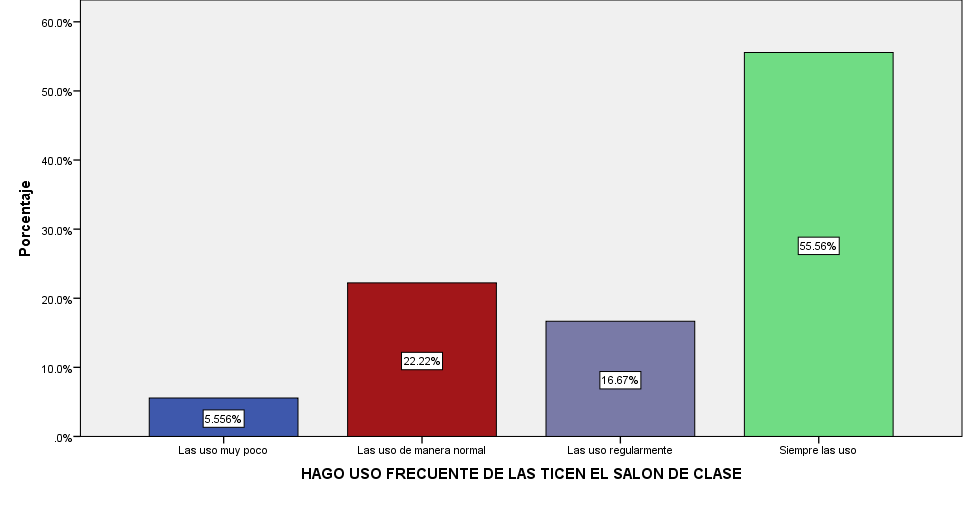 60.0%
50.0%
40.0%
30.0%
20.0%
10.0%
.0%
Porcentaje
5.556%
22.22%
16.67%
55.56%
Las uso muy poco
Las uso de manera normal
Las uso regularmente
Siempre las uso
HAGO USO FRECUENTE DE LAS TICEN EL SALON DE CLASE